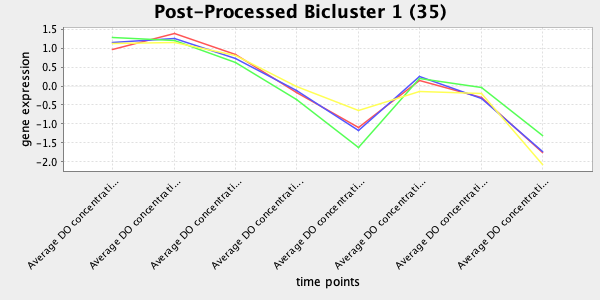 Post-Processed Bicluster 1 (35)
gene expression
1.5
1.0
0.5
0.0
-0.5
-1.0
-1.5
-2.0
Average DO concentrati...
Average DO concentrati...
Average DO concentrati...
Average DO concentrati...
Average DO concentrati...
Average DO concentrati...
Average DO concentrati...
Average DO concentrati...
time points